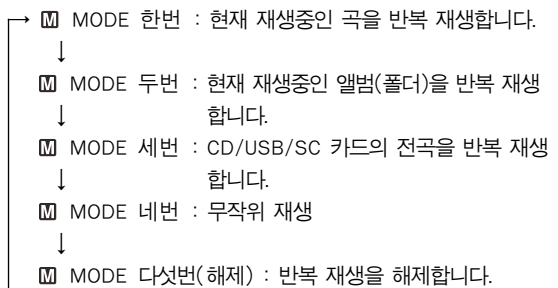 M MODE 한번 : 현재 재생중인 곡을 반복 재생합니다.
M MODE 두번 : 현재 재생중인 앨범(폴더)을 반복 재생
합니다.
M MODE 세번 : CD/USB/SC 카드의 전곡을 반복 재생
합니다.
M MODE 네번 : 무작위 재생
M MODE 다섯번(해제) : 반복 재생을 해제합니다.